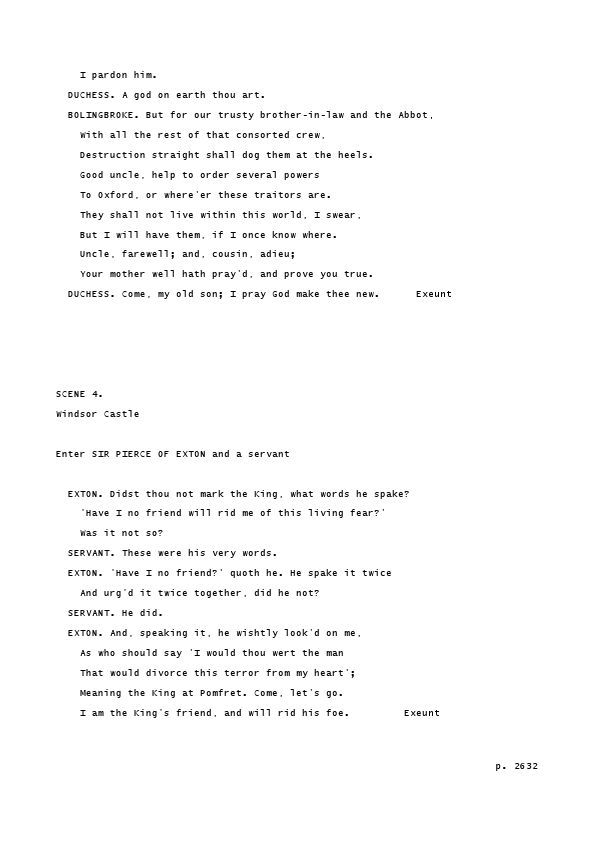 I pardon him.
DUCHESS. A god on earth thou art.
BOLINGBROKE. But for our trusty brother-in-law and the Abbot,
With all the rest of that consorted crew,
Destruction straight shall dog them at the heels.
Good uncle, help to order several powers
To Oxford, or where'er these traitors are.
They shall not live within this world, I swear,
But I will have them, if I once know where.
Uncle, farewell; and, cousin, adieu;
Your mother well hath pray'd, and prove you true.
DUCHESS. Come, my old son; I pray God make thee new. Exeunt
SCENE 4.
Windsor Castle
Enter SIR PIERCE OF EXTON and a servant
EXTON. Didst thou not mark the King, what words he spake?
'Have I no friend will rid me of this living fear?'
Was it not so?
SERVANT. These were his very words.
EXTON. 'Have I no friend?' quoth he. He spake it twice
And urg'd it twice together, did he not?
SERVANT. He did.
EXTON. And, speaking it, he wishtly look'd on me,
As who should say 'I would thou wert the man
That would divorce this terror from my heart';
Meaning the King at Pomfret. Come, let's go.
I am the King's friend, and will rid his foe. Exeunt
p. 2632